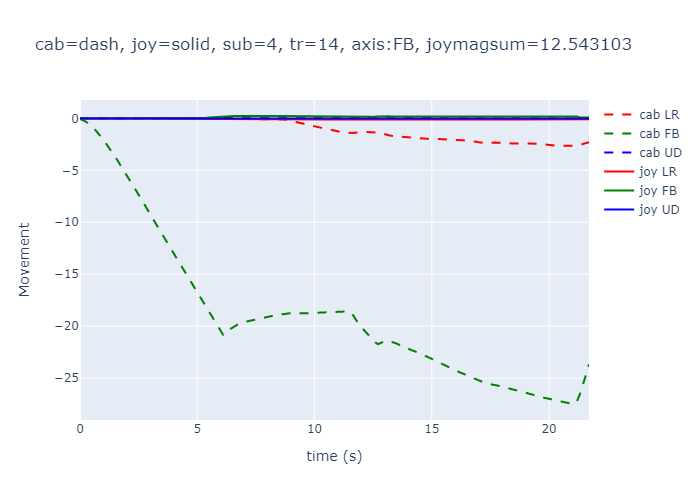 cab=dash, joy=solid, sub=4, tr=14, axis:FB, joymagsum=12.543103
0
−5
−10
−15
−20
−25
Movement
0
5
10
15
20
time (s)
cab LR
cab FB
cab UD
joy LR
joy FB
joy UD